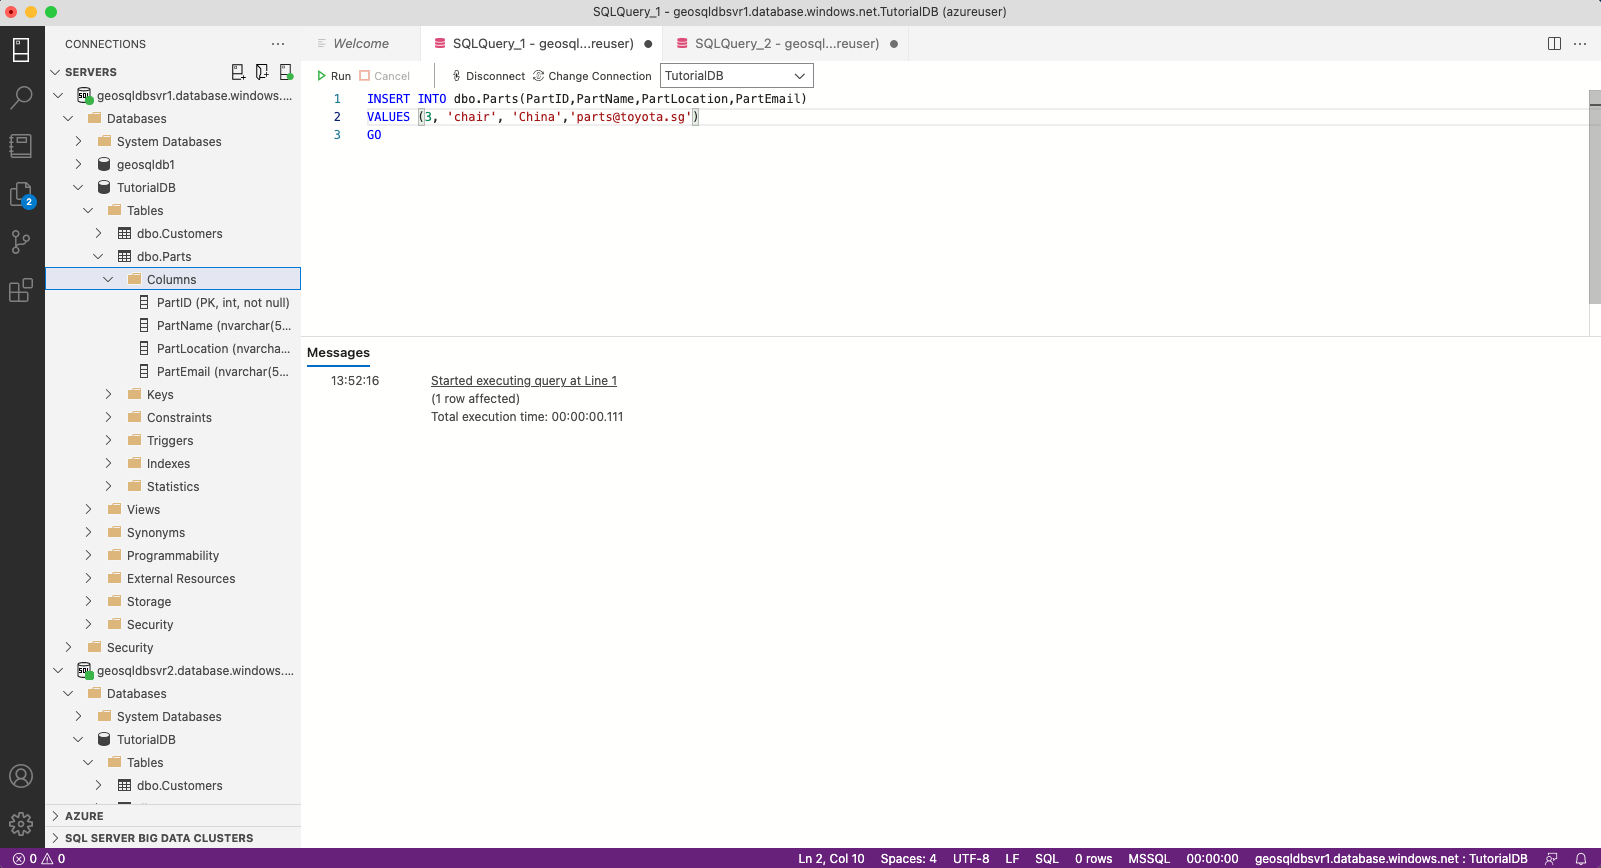 SQLQuery_1 - geosqldbsvr1.database.windows.net.TutorialDB (azureuser)
CONNECTIONS
Welcome
SQLQuery_1 - geosql...reuser)
SQLQuery_2 - geosql...reuser)
SERVERS
Run
Cancel
Disconnect
Change Connection
TutorialDB
geosqldbsvr1.database.windows....
Databases
System Databases
geosqldb1
TutorialDB
Tables
dbo.Customers
dbo.Parts
Columns
PartID (PK, int, not null)
PartName (nvarchar(5...
PartLocation (nvarcha...
PartEmail (nvarchar(5...
Keys
Constraints
Triggers
Indexes
Statistics
Views
Synonyms
Programmability
External Resources
Storage
Security
Security
geosqldbsvr2.database.windows....
Databases
System Databases
TutorialDB
Tables
dbo.Customers
AZURE
SQL SERVER BIG DATA CLUSTERS
1 INSERT INTO dbo.Parts(PartID,PartName,PartLocation,PartEmail)
2 VALUES (3, 'chair', 'China','parts@toyota.sg')
3 GO
Messages
13:52:16 Started executing query at Line 1
(1 row affected)
Total execution time: 00:00:00.111
2
0 0
Ln 2, Col 10 Spaces: 4 UTF-8 LF SQL 0 rows MSSQL 00:00:00 geosqldbsvr1.database.windows.net : TutorialDB